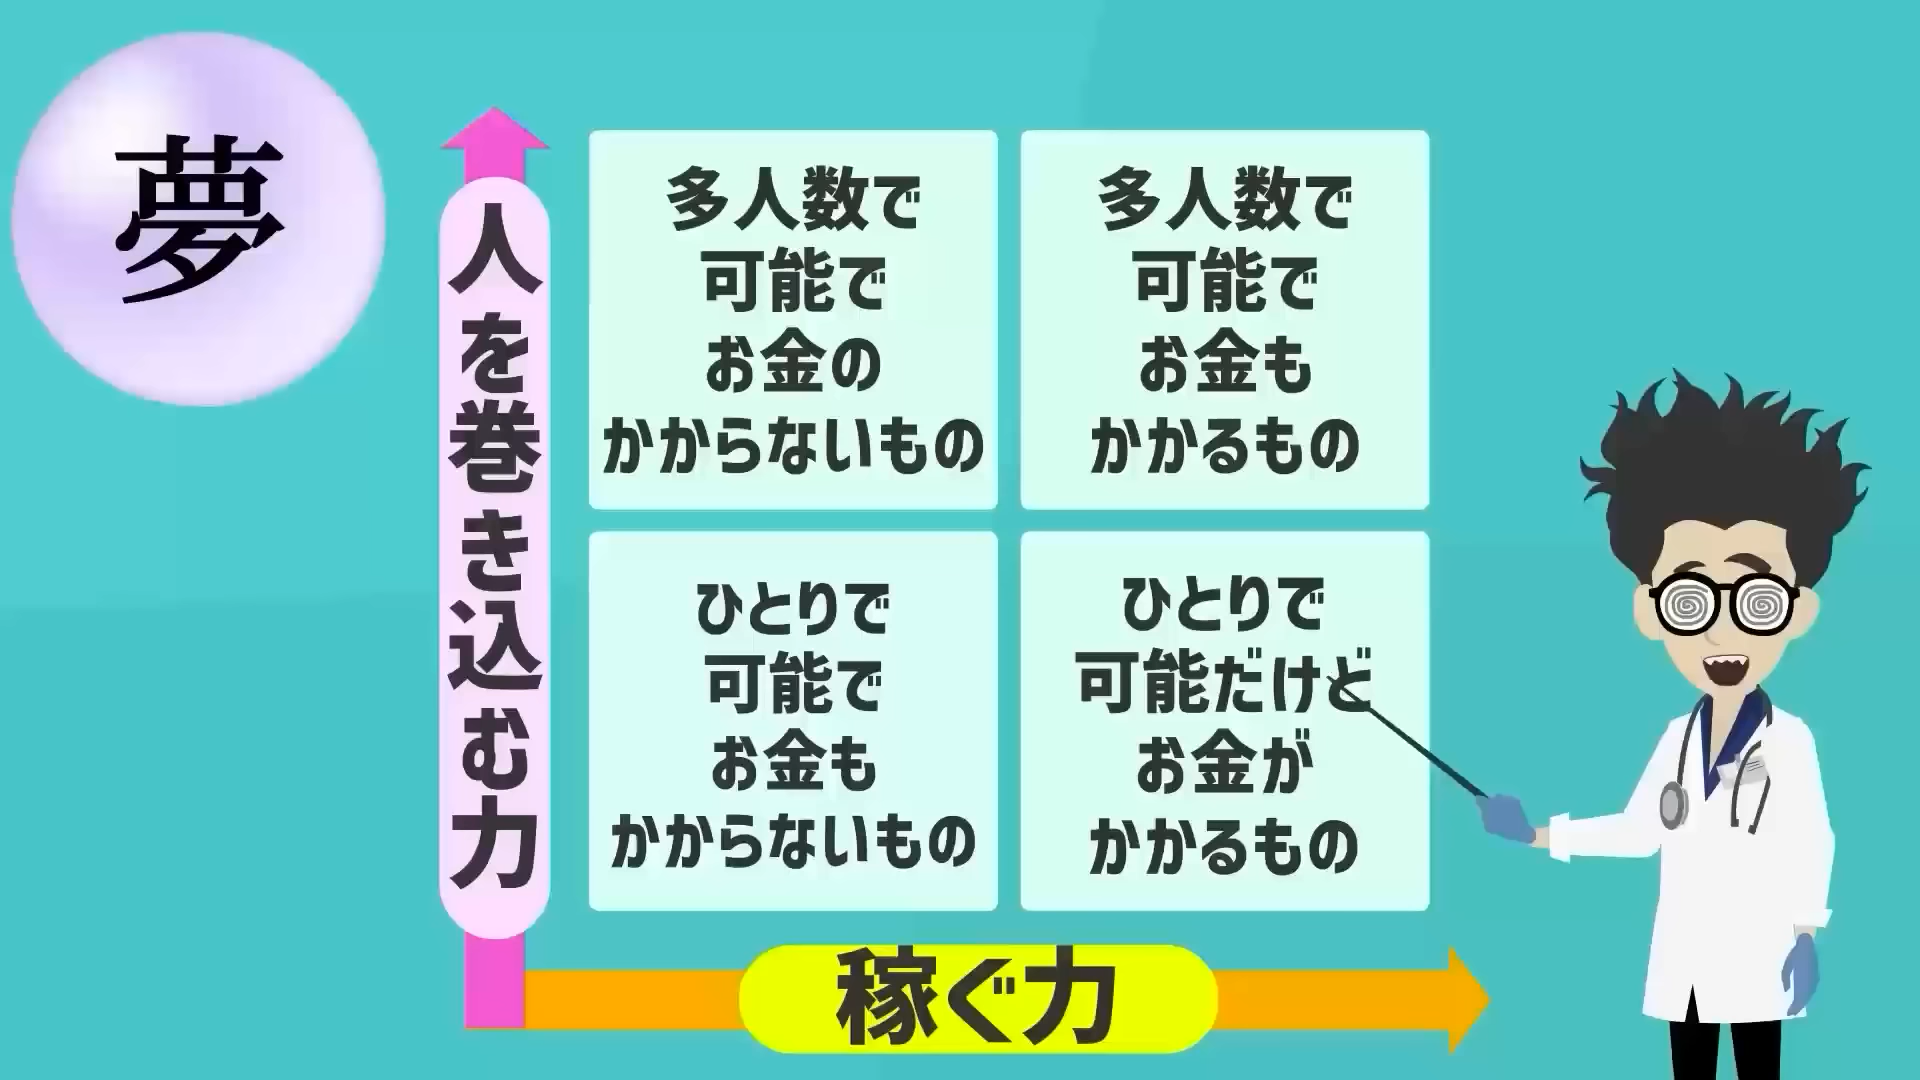 夢
人を巻き込む力
多人数で
可能で
お金の
かからないもの
多人数で
可能で
お金も
かかるもの
ひとりで
可能で
お金も
かからないもの
ひとりで
可能だけど
お金が
かかるもの
稼ぐ力